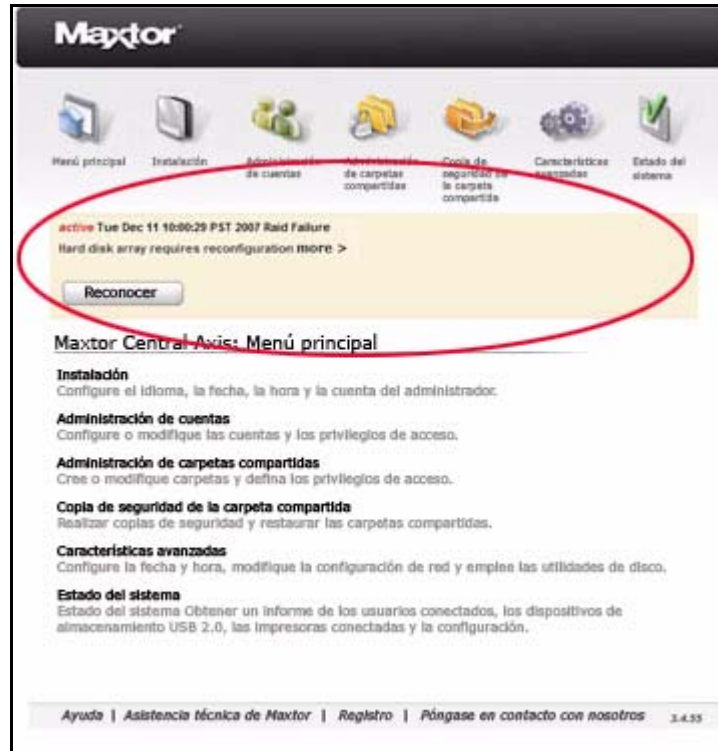 Maxtor
Menú principal
Instalación
Administración
de cuentas
Administración
de carpetas
compartidas
Copia de
seguridad de
la carpeta
compartida
Características
avanzadas
Estado del
sistema
active Tue Dec 11 10:00:29 PST 2007 Raid Failure
Hard disk array requires reconfiguration more >
Reconocer
Maxtor Central Axis: Menú principal
Instalación
Configure el idioma, la fecha, la hora y la cuenta del administrador.
Administración de cuentas
Configure o modifique las cuentas y los privilegios de acceso.
Administración de carpetas compartidas
Cree o modifique carpetas y defina los privilegios de acceso.
Copia de seguridad de la carpeta compartida
Realizar copias de seguridad y restaurar las carpetas compartidas.
Características avanzadas
Configure la fecha y hora, modifique la configuración de red y emplee las utilidades de disco.
Estado del sistema
Estado del sistema Obtener un informe de los usuarios conectados, los dispositivos de
almacenamiento USB 2.0, las impresoras conectadas y la configuración.
Ayuda | Asistencia técnica de Maxtor | Registro | Póngase en contacto con nosotros 3.4.55